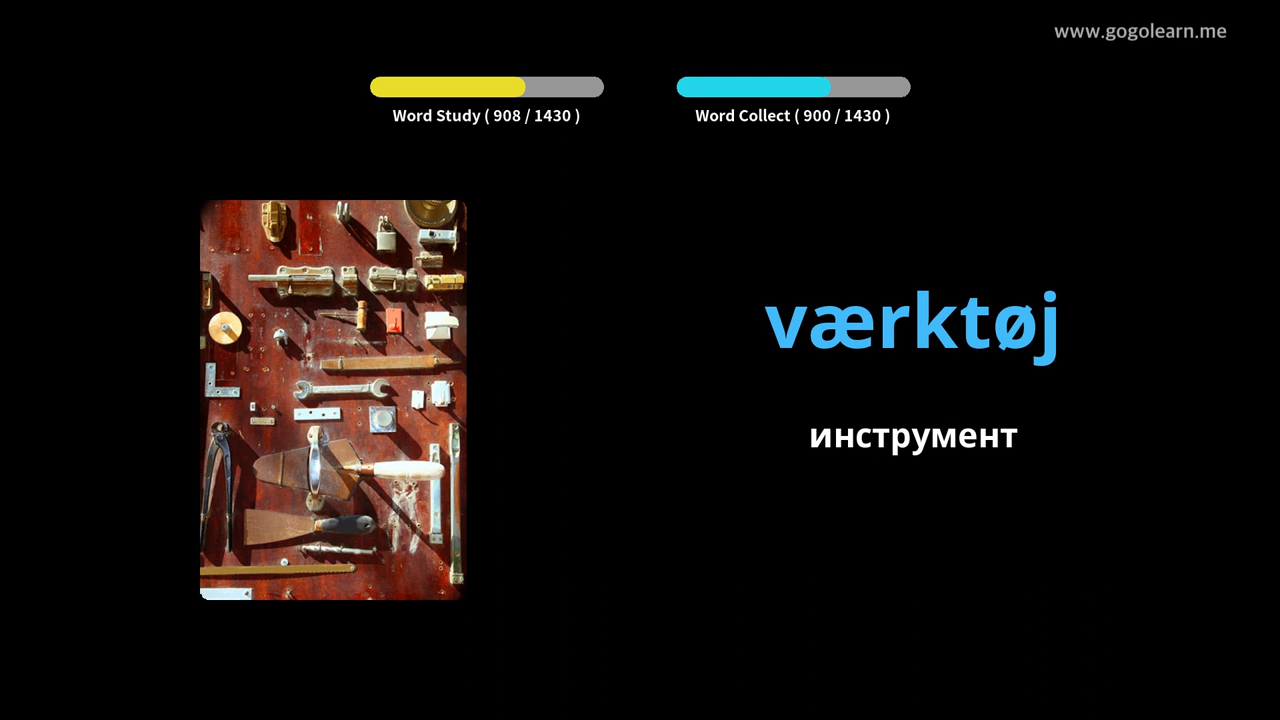 www.gogolearn.me
Word Study ( 908 / 1430 )
Word Collect ( 900 / 1430 )
værktøj
инструмент